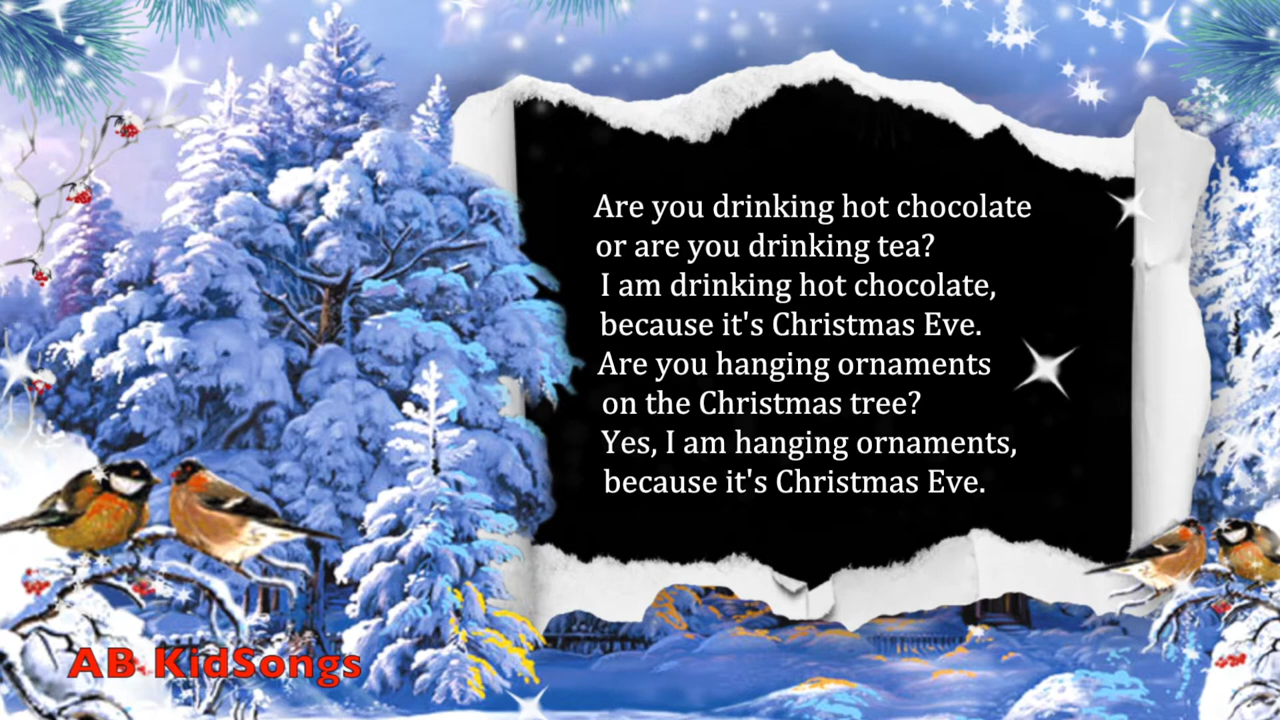 Are you drinking hot chocolate
or are you drinking tea?
I am drinking hot chocolate,
because it's Christmas Eve.
Are you hanging ornaments
on the Christmas tree?
Yes, I am hanging ornaments,
because it's Christmas Eve.
AB KidSongs